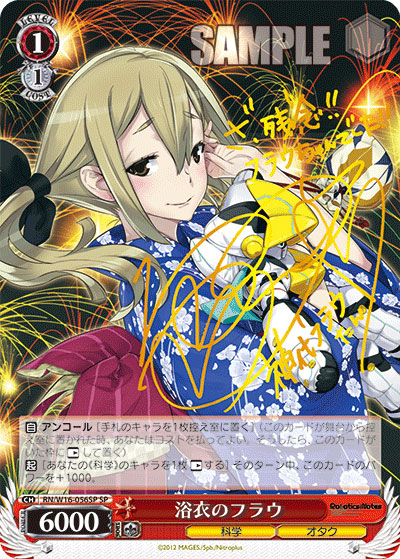 LEVEL
1
1
COST
SAMPLE
ざ、残念!!
フラウ
【自】アンコール［手札のキャラを1枚控え室に置く］（このカードが舞台から
控え室に置かれた時、あなたはコストを払ってよい。そうしたら、このカードが
いた枠に【レスト】して置く）
【起】［あなたの《科学》のキャラを1枚【レスト】する］そのターン中、このカードのパ
ワーを＋1000。
CH RN/W16-056SP SP
6000
浴衣のフラウ
Robotics;Notes
科学
オタク
©2012 MAGES./5pb./Nitroplus